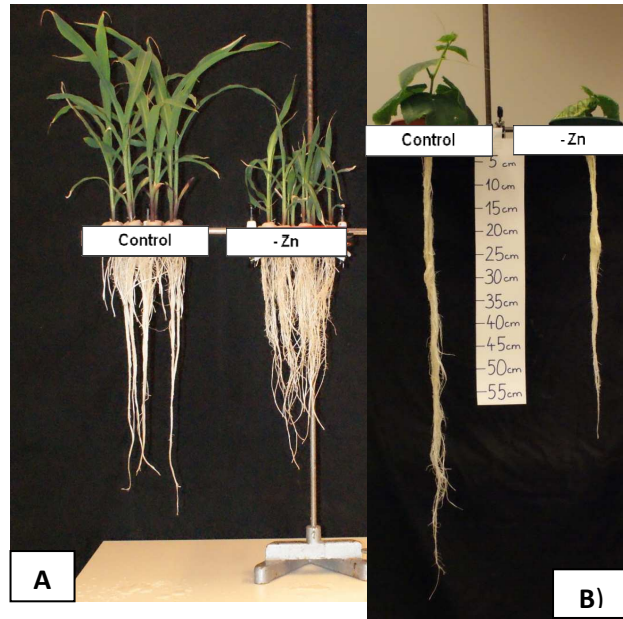 Control
- Zn
A
Control
- Zn
5 cm
10 cm
15 cm
20 cm
25 cm
30 cm
35 cm
40 cm
45 cm
50 cm
55 cm
B)